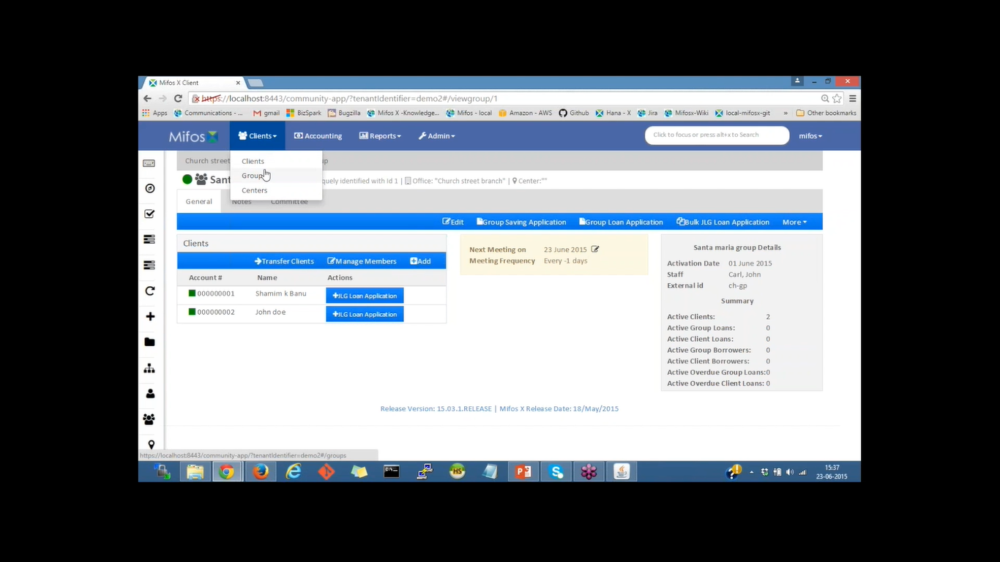 Mifos X Client
https://localhost:8443/community-app/?tenantIdentifier=demo2#/viewgroup/1
Apps Communications - ... gmail BizSpark Bugzilla Mifos X -Knowledge... Mifos - local Amazon - AWS Github Hana - X Jira Mifosx-Wiki local-mifosx-git » Other bookmarks
Mifos Clients Accounting Reports Admin Click to focus or press alt+x to Search mifos
Clients
Groups
Centers
Church street
uniquely identified with Id 1 | Office: "Church street branch" | Center:""
General Notes Committee
Edit Group Saving Application Group Loan Application Bulk JLG Loan Application More
Clients
Transfer Clients Manage Members Add
Account # Name Actions
000000001 Shamim k Banu JLG Loan Application
000000002 John doe JLG Loan Application
Next Meeting on 23 June 2015
Meeting Frequency Every -1 days
Santa maria group Details
Activation Date 01 June 2015
Staff Carl, John
External id ch-gp
Summary
Active Clients: 2
Active Group Loans: 0
Active Client Loans: 0
Active Group Borrowers: 0
Active Client Borrowers: 0
Active Overdue Group Loans:0
Active Overdue Client Loans: 0
Release Version: 15.03.1.RELEASE | Mifos X Release Date: 18/May/2015
https://localhost:8443/community-app/?tenantIdentifier=demo2#/groups
HS
15:37
23-06-2015